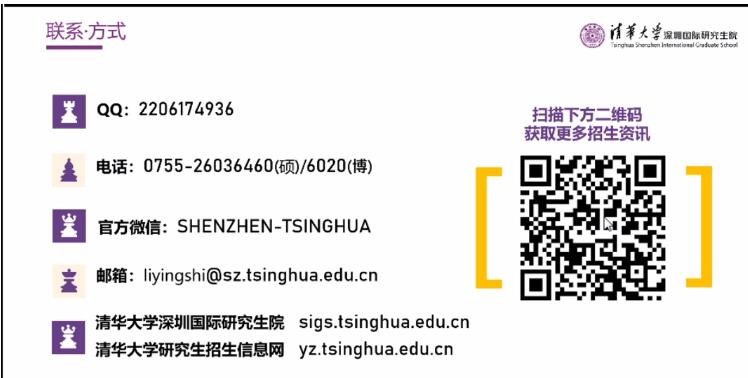 联系·方式
清华大学深圳国际研究生院
Tsinghua Shenzhen International Graduate School
QQ：2206174936
电话：0755-26036460(硕)/6020(博)
官方微信：SHENZHEN-TSINGHUA
邮箱：liyingshi@sz.tsinghua.edu.cn
清华大学深圳国际研究生院 sigs.tsinghua.edu.cn
清华大学研究生招生信息网 yz.tsinghua.edu.cn
扫描下方二维码
获取更多招生资讯